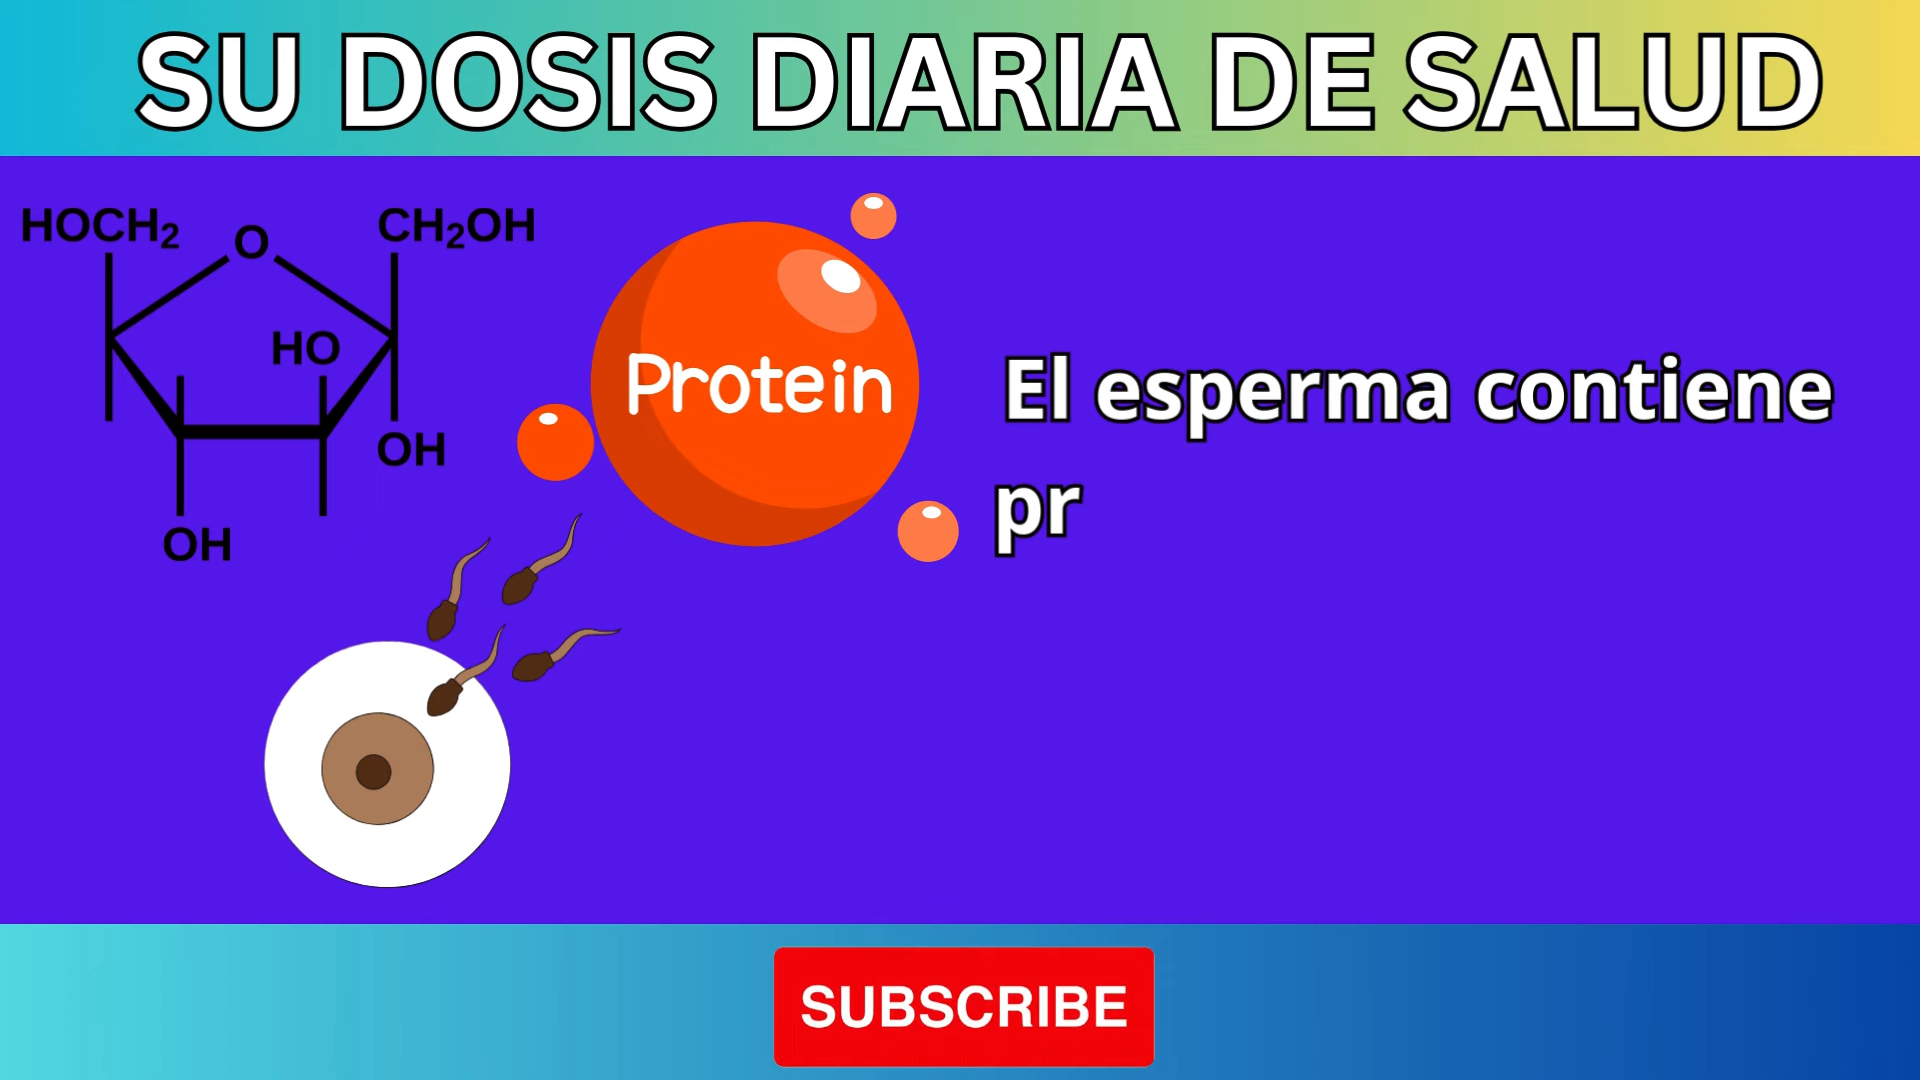 SU DOSIS DIARIA DE SALUD
HOCH₂
O
CH₂OH
HO
OH
OH
Protein
El esperma contiene
pr
SUBSCRIBE